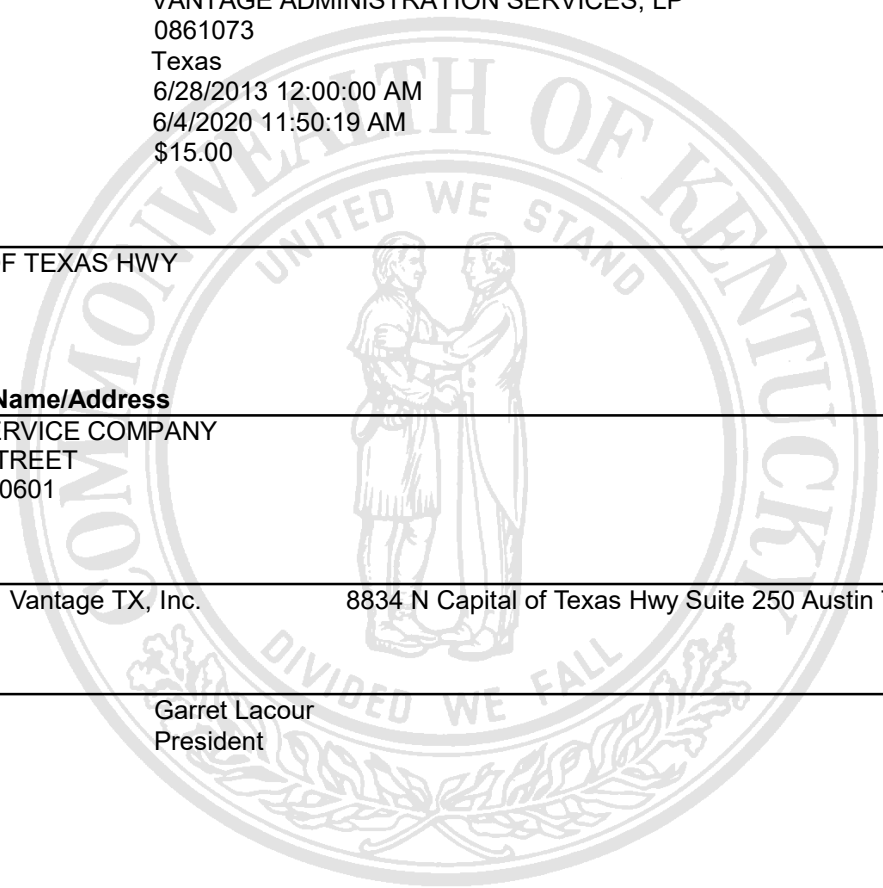 VANTAGE ADMINISTRATION SERVICES, LP
0861073
Texas
6/28/2013 12:00:00 AM
6/4/2020 11:50:19 AM
$15.00
COMMONWEALTH OF KENTUCKY
UNITED WE STAND
F TEXAS HWY
Name/Address
ERVICE COMPANY
TREET
0601
Vantage TX, Inc. 8834 N Capital of Texas Hwy Suite 250 Austin
DIVIDED WE FALL
Garret Lacour
President